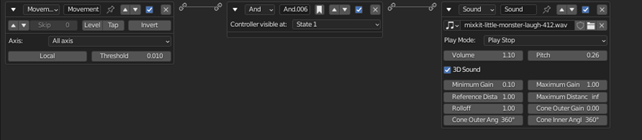 Movem... Movement
Skip 0 Level Tap Invert
Axis: All axis
Local Threshold 0.010
And And.006
Controller visible at: State 1
Sound Sound
mixkit-little-monster-laugh-412.wav
Play Mode: Play Stop
Volume 1.10 Pitch 0.26
3D Sound
Minimum Gain 0.10 Maximum Gain 1.00
Reference Dista 1.00 Maximum Distanc inf
Rolloff 1.00 Cone Outer Gain 0.00
Cone Outer Ang 360° Cone Inner Angl 360°